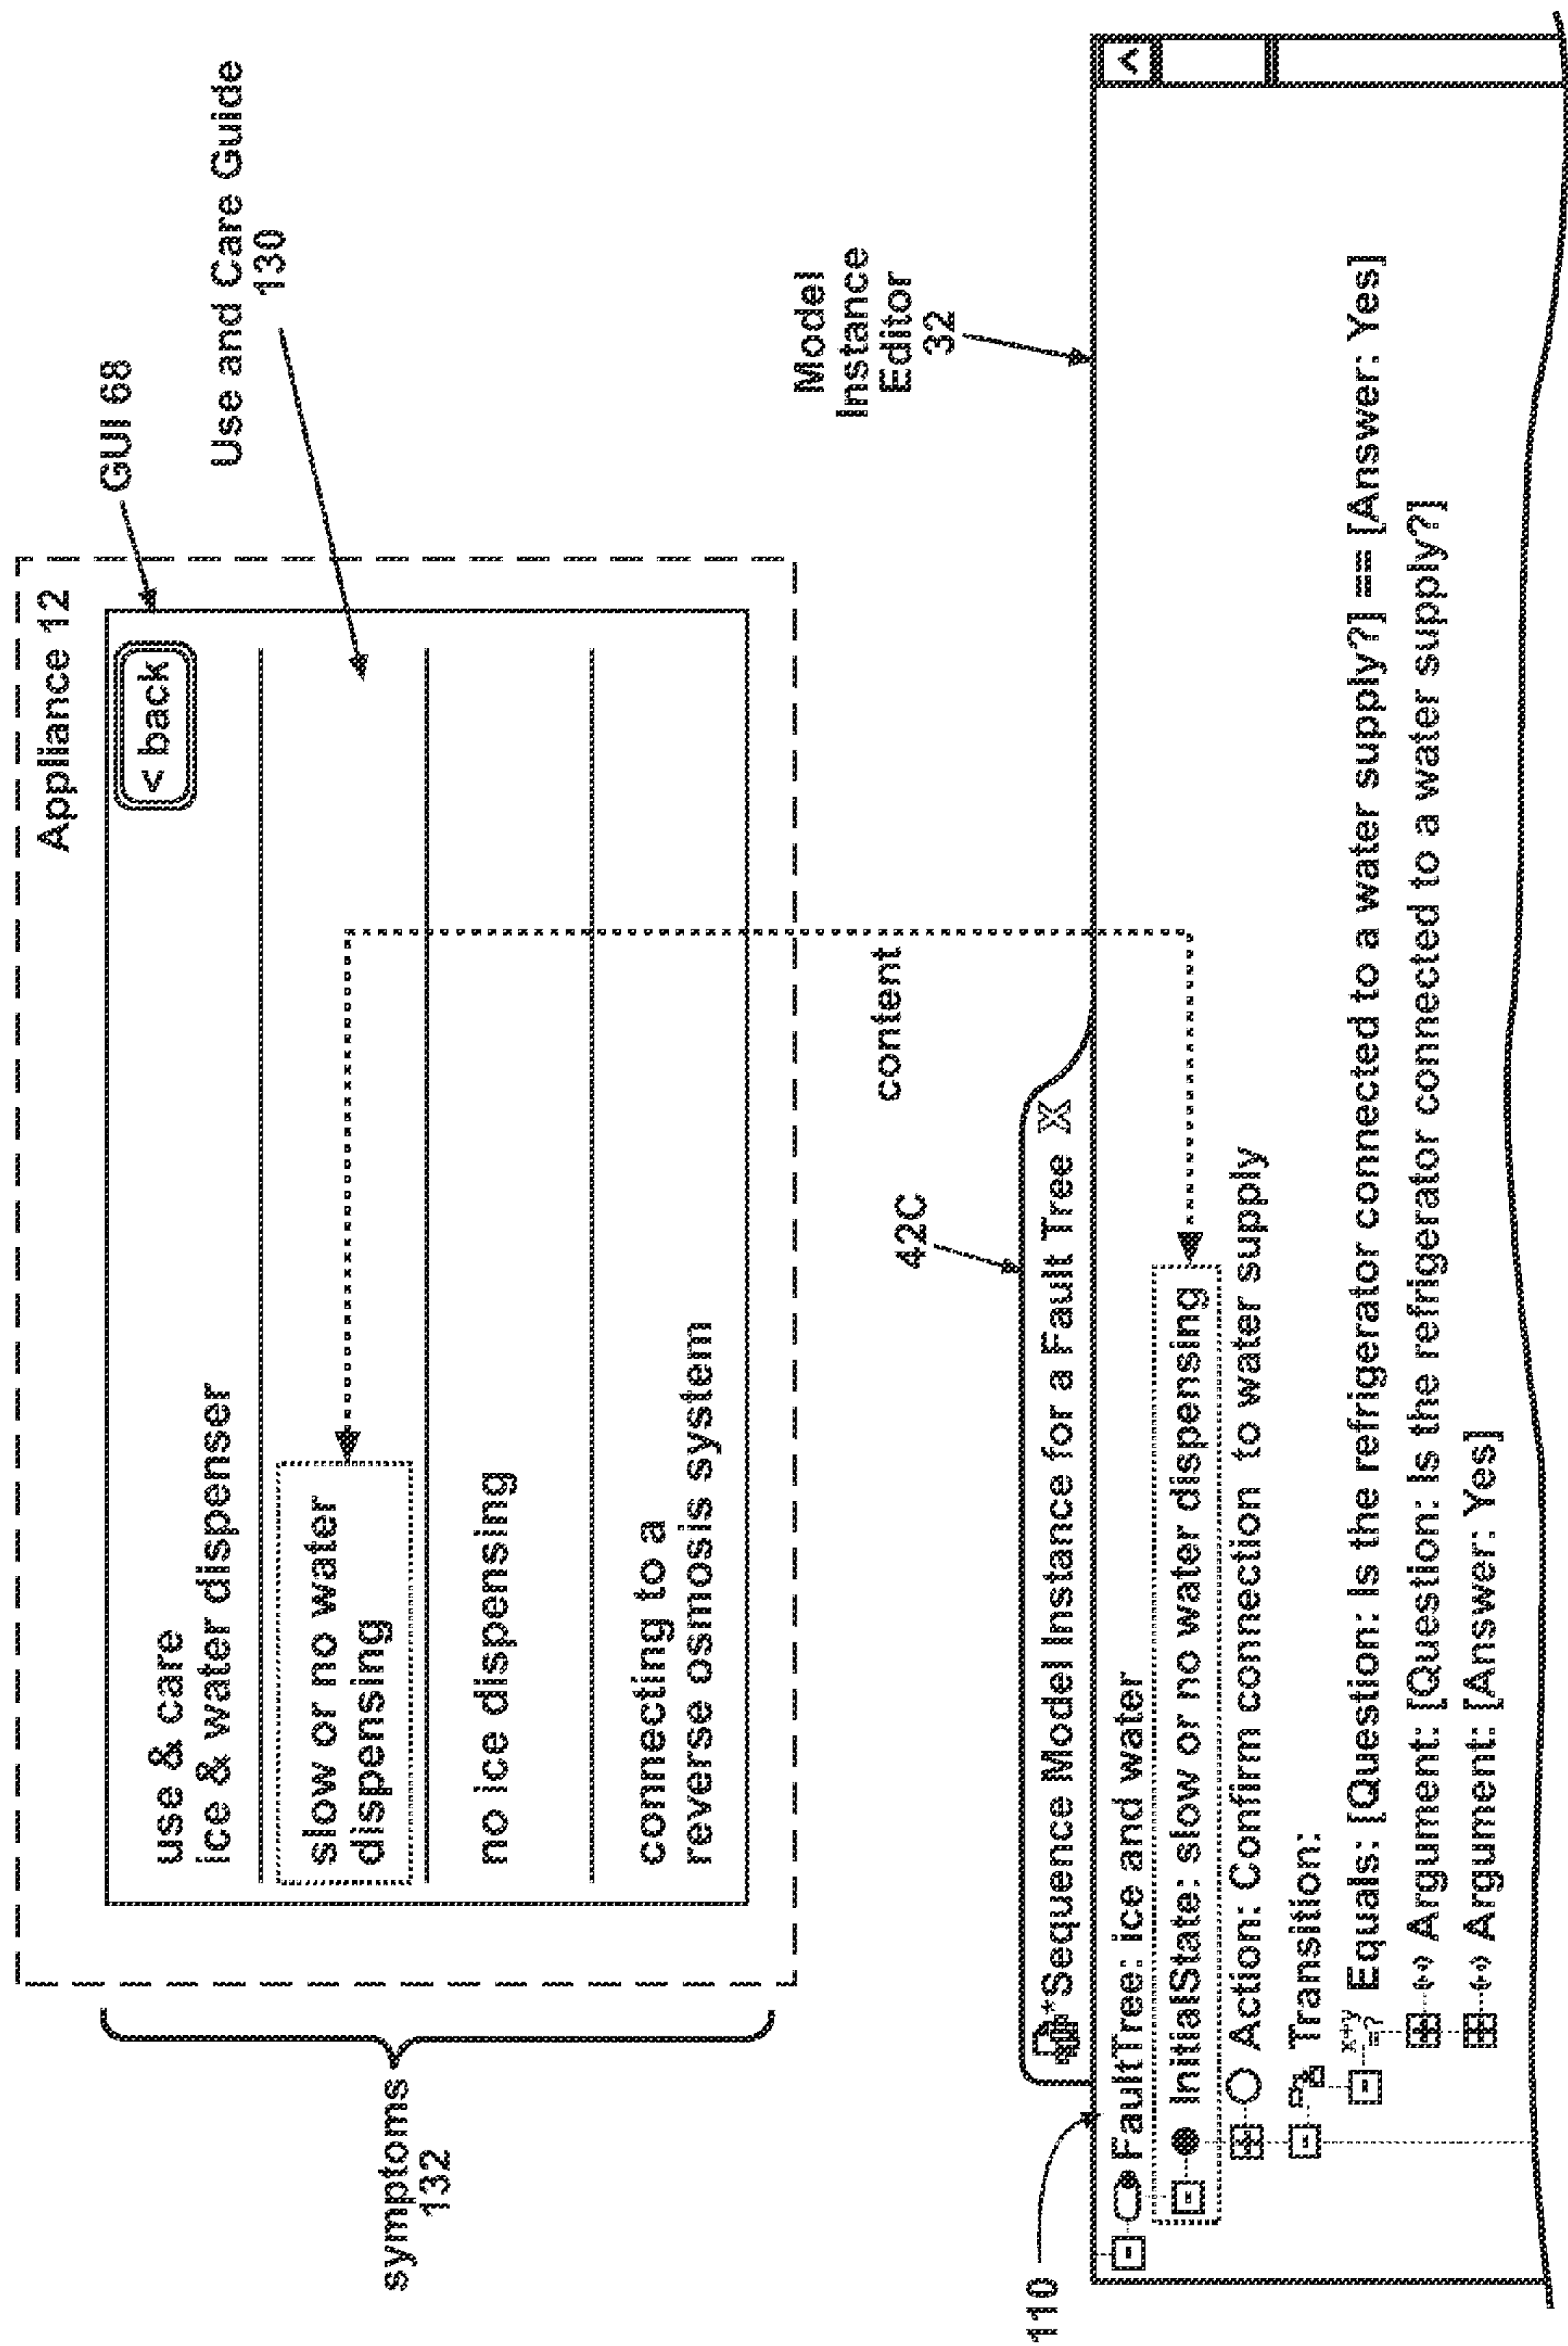 Appliance 12
GUI 68
< back
Use and Care Guide
130
use & care
ice & water dispenser
slow or no water
dispensing
no ice dispensing
connecting to a
reverse osmosis system
symptoms
132
content
Model
Instance
Editor
32
42C
110
*Sequence Model Instance for a Fault Tree X
FaultTree: ice and water
InitialState: slow or no water dispensing
Action: Confirm connection to water supply
Transition:
x+y
=? Equals: [Question: Is the refrigerator connected to a water supply?] == [Answer: Yes]
(•) Argument: [Question: Is the refrigerator connected to a water supply?]
(•) Argument: [Answer: Yes]